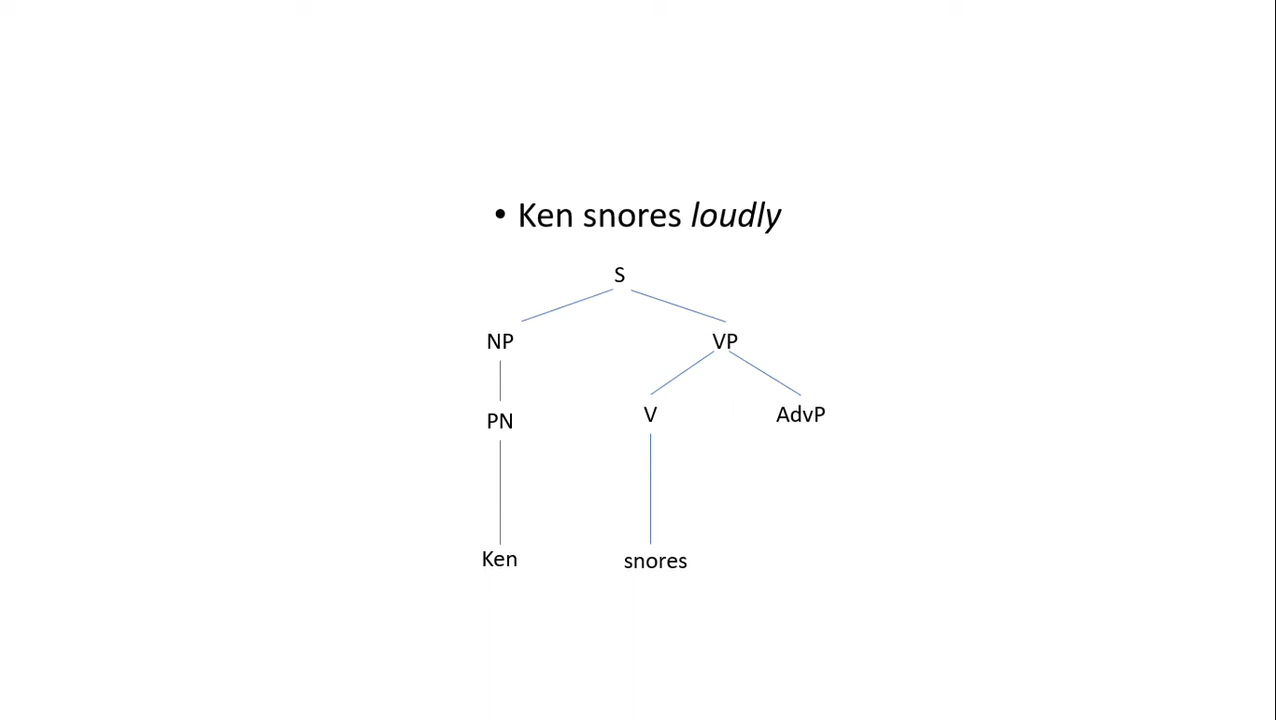 • Ken snores loudly
S
NP VP
PN V AdvP
Ken snores